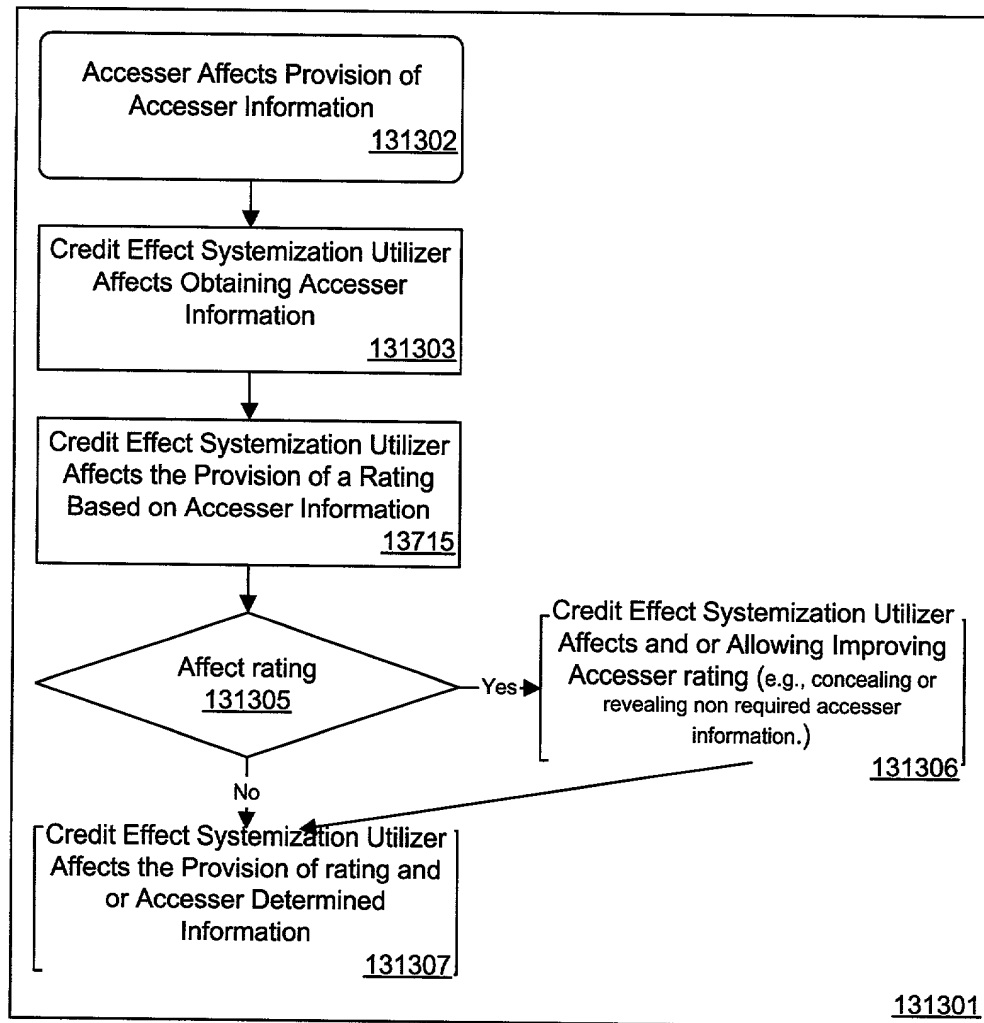 Accesser Affects Provision of
Accesser Information
131302
Credit Effect Systemization Utilizer
Affects Obtaining Accesser
Information
131303
Credit Effect Systemization Utilizer
Affects the Provision of a Rating
Based on Accesser Information
13715
Affect rating
131305
Yes
Credit Effect Systemization Utilizer
Affects and or Allowing Improving
Accesser rating (e.g., concealing or
revealing non required accesser
information.)
131306
No
Credit Effect Systemization Utilizer
Affects the Provision of rating and
or Accesser Determined
Information
131307
131301